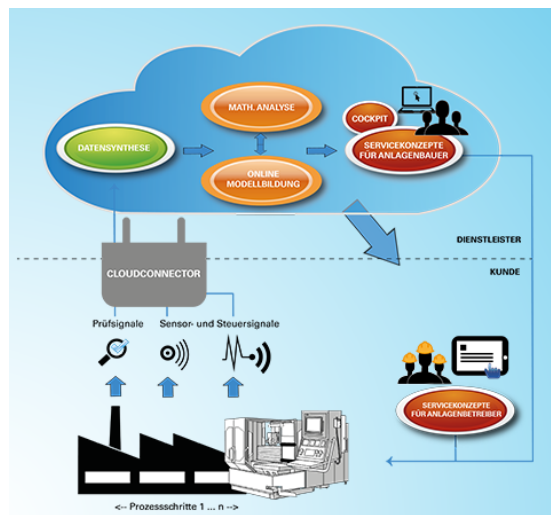 MATH. ANALYSE
COCKPIT
DATENSYNTHESE
SERVICEKONZEPTE
FÜR ANLAGENBAUER
ONLINE
MODELLBILDUNG
DIENSTLEISTER
KUNDE
CLOUDCONNECTOR
Prüfsignale
Sensor- und Steuersignale
SERVICEKONZEPTE
FÜR ANLAGENBETREIBER
<-- Prozessschritte 1 ... n -->